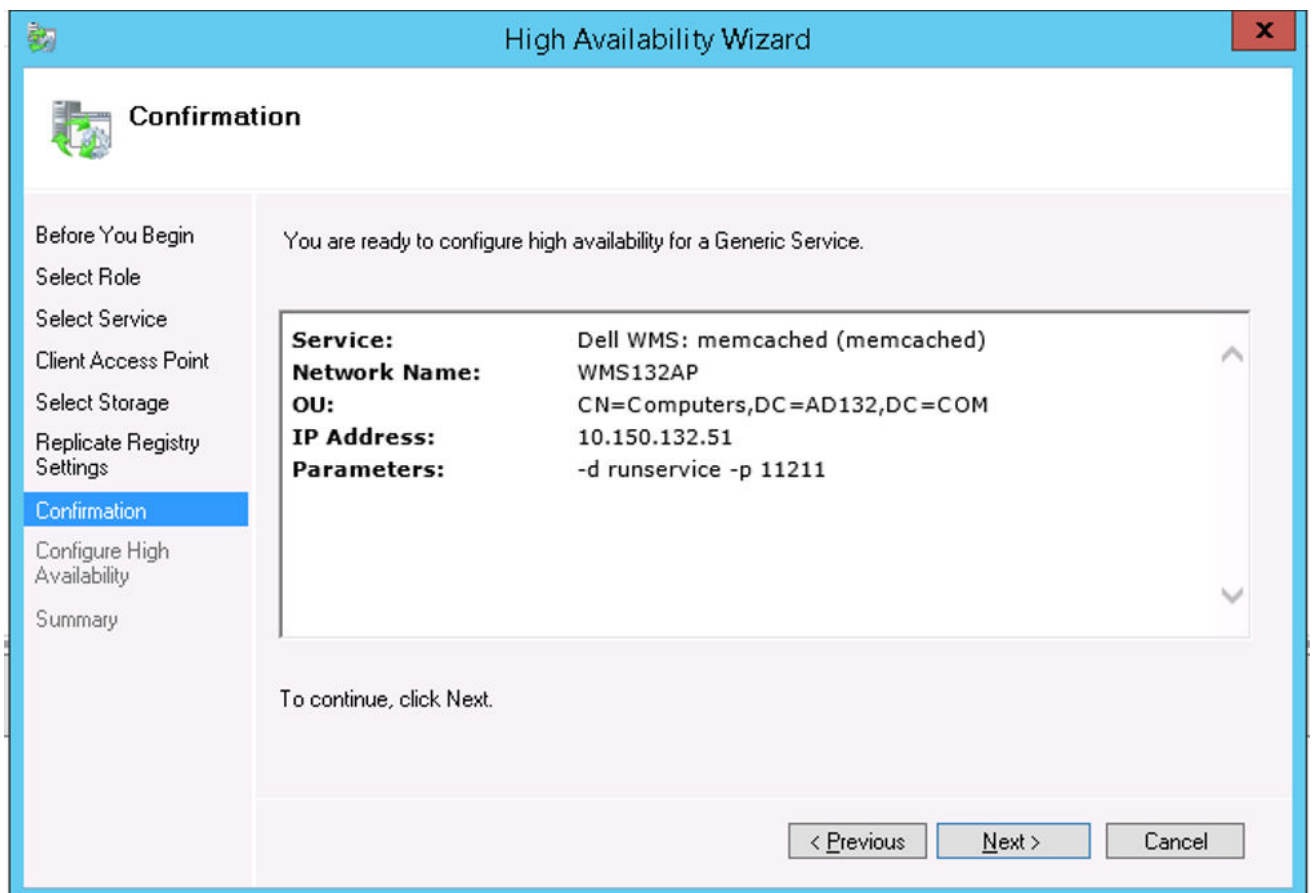 High Availability Wizard
x
Confirmation
Before You Begin
Select Role
Select Service
Client Access Point
Select Storage
Replicate Registry
Settings
Confirmation
Configure High
Availability
Summary
You are ready to configure high availability for a Generic Service.
Service: Dell WMS: memcached (memcached)
Network Name: WMS132AP
OU: CN=Computers,DC=AD132,DC=COM
IP Address: 10.150.132.51
Parameters: -d runservice -p 11211
To continue, click Next.
< Previous Next > Cancel